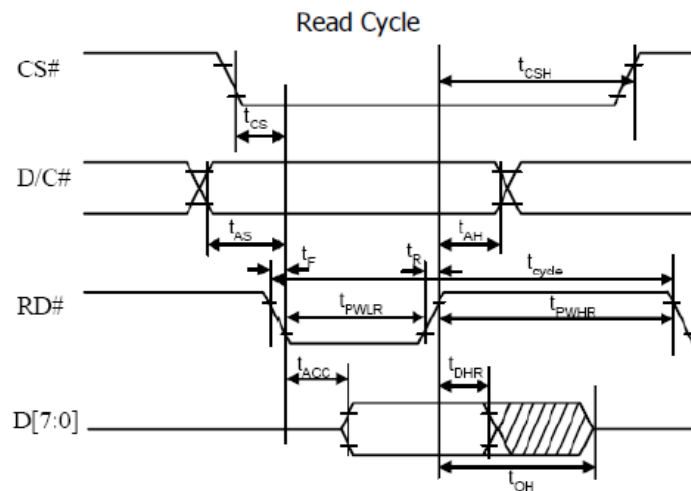 Read Cycle
CS#
tCSH
tCS
D/C#
tAS
tAH
tF
tR
tcycle
RD#
tPWLR
tPWHR
tACC
tDHR
D[7:0]
tOH